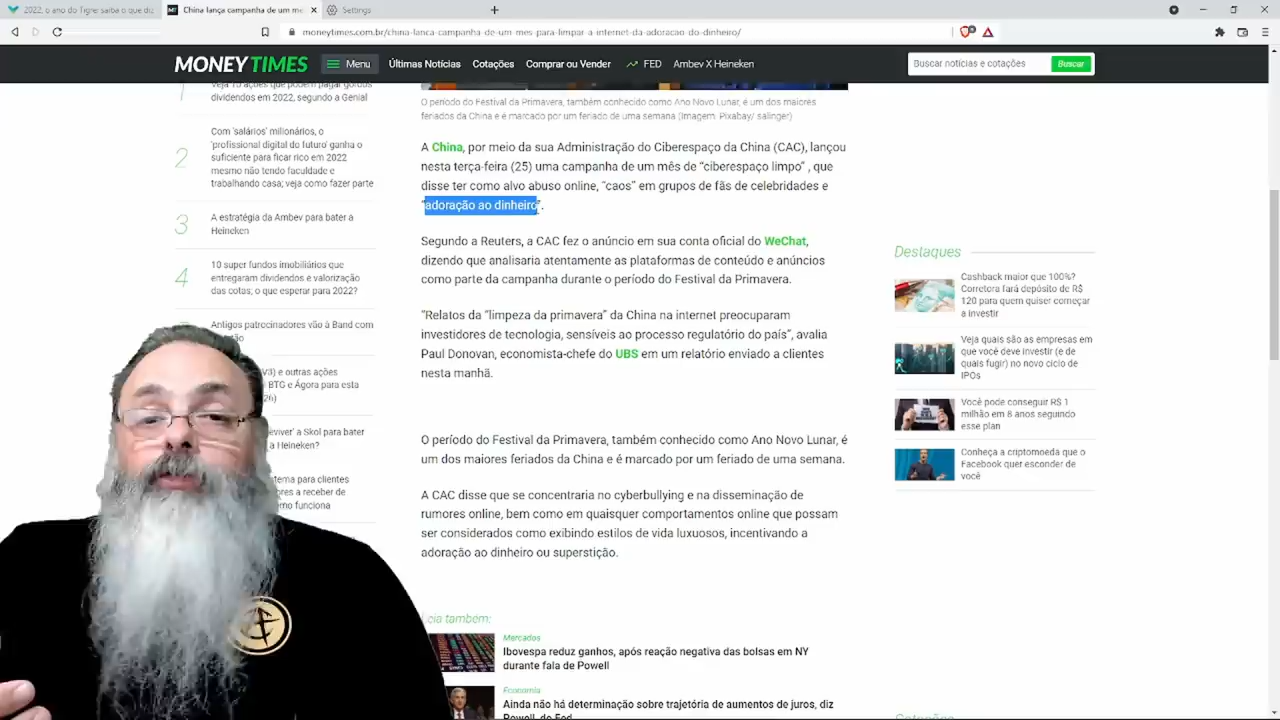 2022, o ano do Tigre! saiba o que diz
China lança campanha de um mê
Settings
moneytimes.com.br/china-lanca-campanha-de-um-mes-para-limpar-a-internet-da-adoracao-do-dinheiro/
MONEY TIMES
Menu
Últimas Notícias
Cotações
Comprar ou Vender
FED
Ambev X Heineken
Buscar notícias e cotações
Buscar
1
Veja 15 ações que podem pagar gordos
dividendos em 2022, segundo a Genial
2
Com 'salários' milionários, o
'profissional digital do futuro' ganha o
suficiente para ficar rico em 2022
mesmo não tendo faculdade e
trabalhando casa; veja como fazer parte
3
A estratégia da Ambev para bater a
Heineken
4
10 super fundos imobiliários que
entregaram dividendos e valorização
das cotas; o que esperar para 2022?
Antigos patrocinadores vão à Band com
V3) e outras ações
BTG e Ágora para esta
26)
eviver' a Skol para bater
a Heineken?
tema para clientes
ores a receber de
mo funciona
O período do Festival da Primavera, também conhecido como Ano Novo Lunar, é um dos maiores
feriados da China e é marcado por um feriado de uma semana (Imagem: Pixabay/ salinger)
A China, por meio da sua Administração do Ciberespaço da China (CAC), lançou
nesta terça-feira (25) uma campanha de um mês de “ciberespaço limpo” , que
disse ter como alvo abuso online, “caos” em grupos de fãs de celebridades e
“adoração ao dinheiro”.
Segundo a Reuters, a CAC fez o anúncio em sua conta oficial do WeChat,
dizendo que analisaria atentamente as plataformas de conteúdo e anúncios
como parte da campanha durante o período do Festival da Primavera.
“Relatos da “limpeza da primavera” da China na internet preocuparam
investidores de tecnologia, sensíveis ao processo regulatório do país”, avalia
Paul Donovan, economista-chefe do UBS em um relatório enviado a clientes
nesta manhã.
O período do Festival da Primavera, também conhecido como Ano Novo Lunar, é
um dos maiores feriados da China e é marcado por um feriado de uma semana.
A CAC disse que se concentraria no cyberbullying e na disseminação de
rumores online, bem como em quaisquer comportamentos online que possam
ser considerados como exibindo estilos de vida luxuosos, incentivando a
adoração ao dinheiro ou superstição.
Leia também:
Mercados
Ibovespa reduz ganhos, após reação negativa das bolsas em NY
durante fala de Powell
Economia
Ainda não há determinação sobre trajetória de aumentos de juros, diz
Powell, do Fed
Destaques
Cashback maior que 100%?
Corretora fará depósito de R$
120 para quem quiser começar
a investir
Veja quais são as empresas em
que você deve investir (e de
quais fugir) no novo ciclo de
IPOs
Você pode conseguir R$ 1
milhão em 8 anos seguindo
esse plan
Conheça a criptomoeda que o
Facebook quer esconder de
você
Cotações